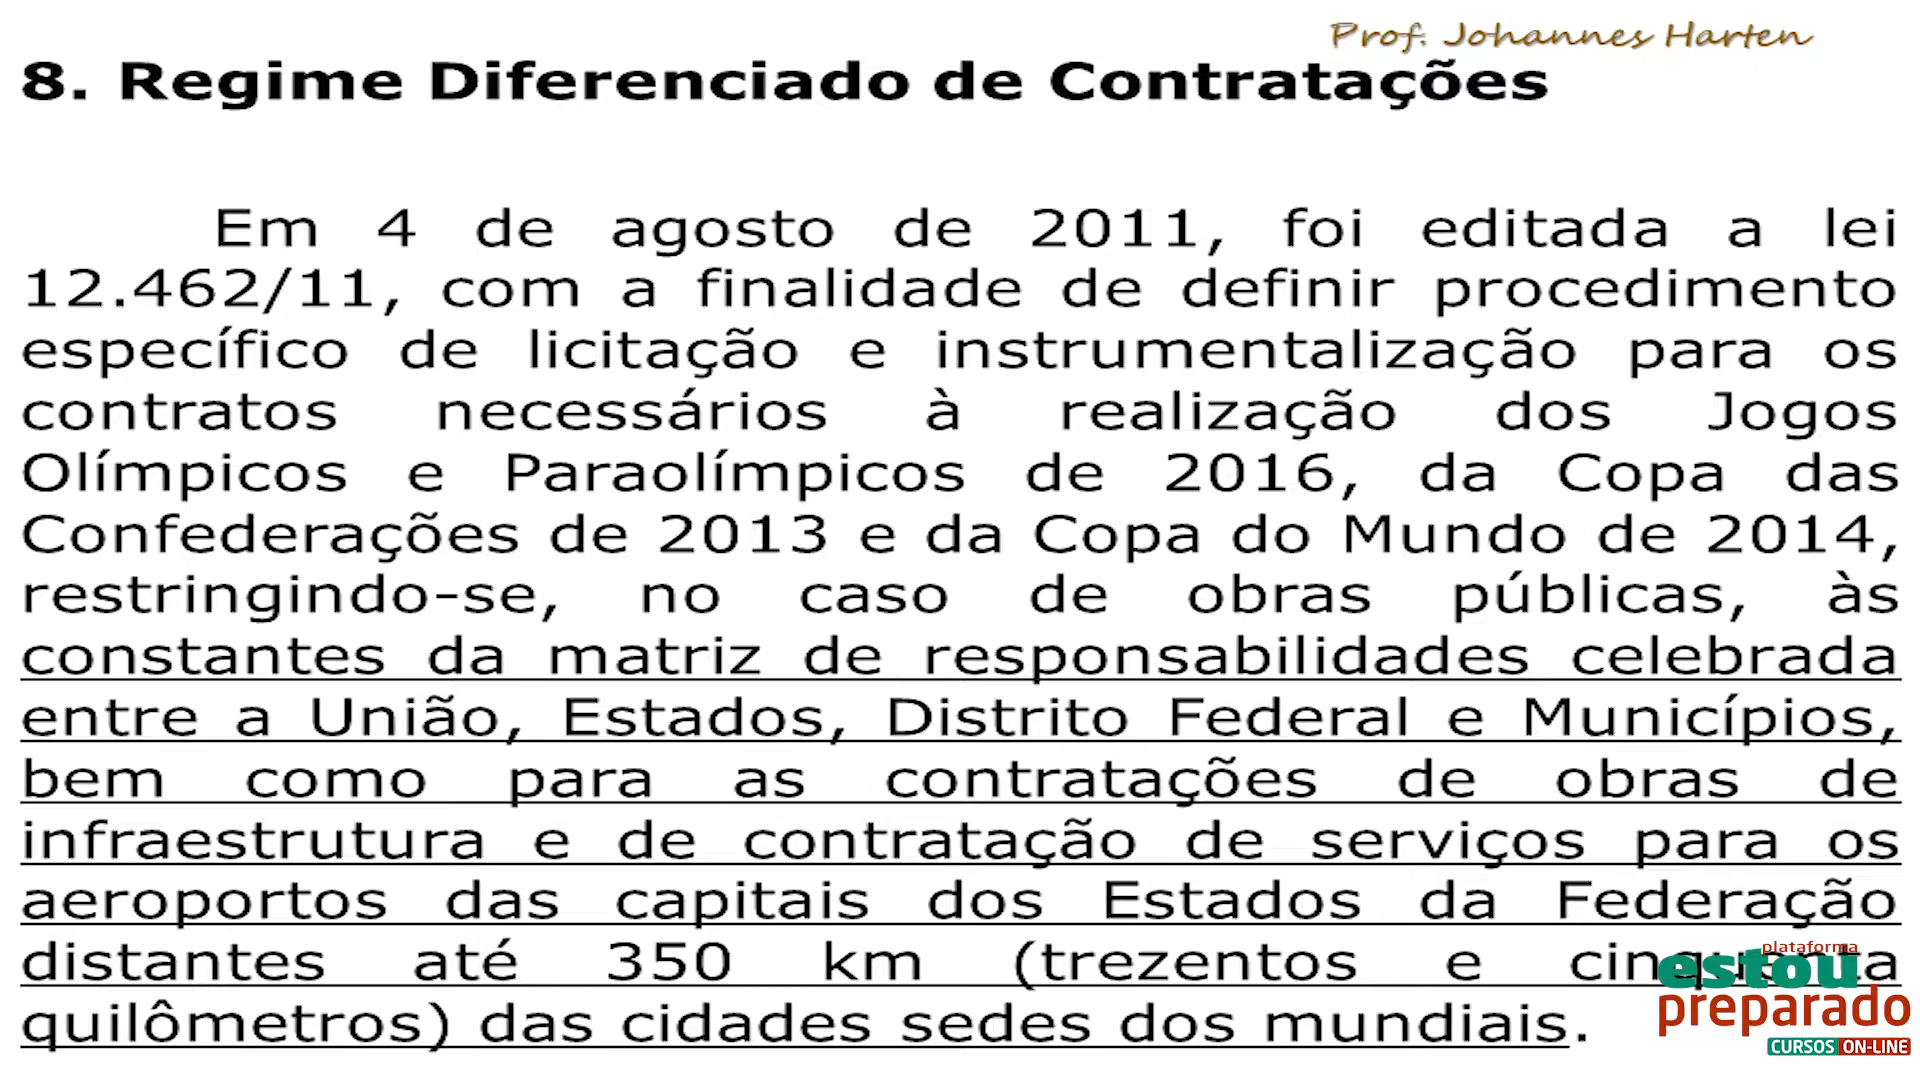 Prof. Johannes Harten
8. Regime Diferenciado de Contratações
Em 4 de agosto de 2011, foi editada a lei
12.462/11, com a finalidade de definir procedimento
específico de licitação e instrumentalização para os
contratos necessários à realização dos Jogos
Olímpicos e Paraolímpicos de 2016, da Copa das
Confederações de 2013 e da Copa do Mundo de 2014,
restringindo-se, no caso de obras públicas, às
constantes da matriz de responsabilidades celebrada
entre a União, Estados, Distrito Federal e Municípios,
bem como para as contratações de obras de
infraestrutura e de contratação de serviços para os
aeroportos das capitais dos Estados da Federação
distantes até 350 km (trezentos e cinquenta
quilômetros) das cidades sedes dos mundiais.
plataforma
estou
preparado
CURSOS ON-LINE